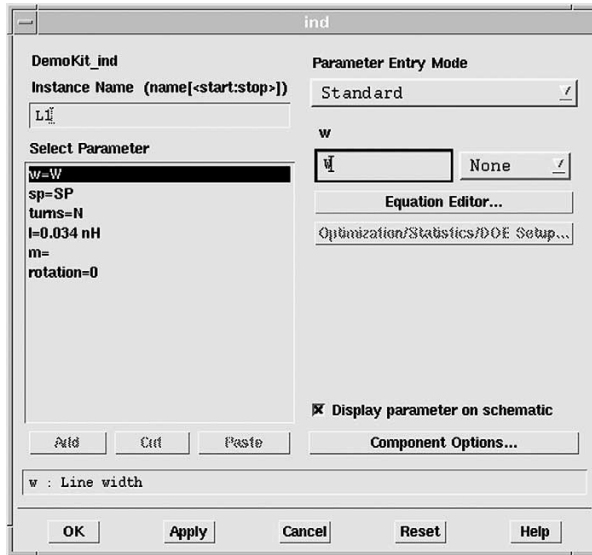 ind
DemoKit_ind
Instance Name (name[<start:stop>])
L1
Select Parameter
w=W
sp=SP
turns=N
l=0.034 nH
m=
rotation=0
Add Cut Paste
Parameter Entry Mode
Standard
w
W None
Equation Editor...
Optimization/Statistics/DOE Setup...
Display parameter on schematic
Component Options...
w : Line width
OK Apply Cancel Reset Help